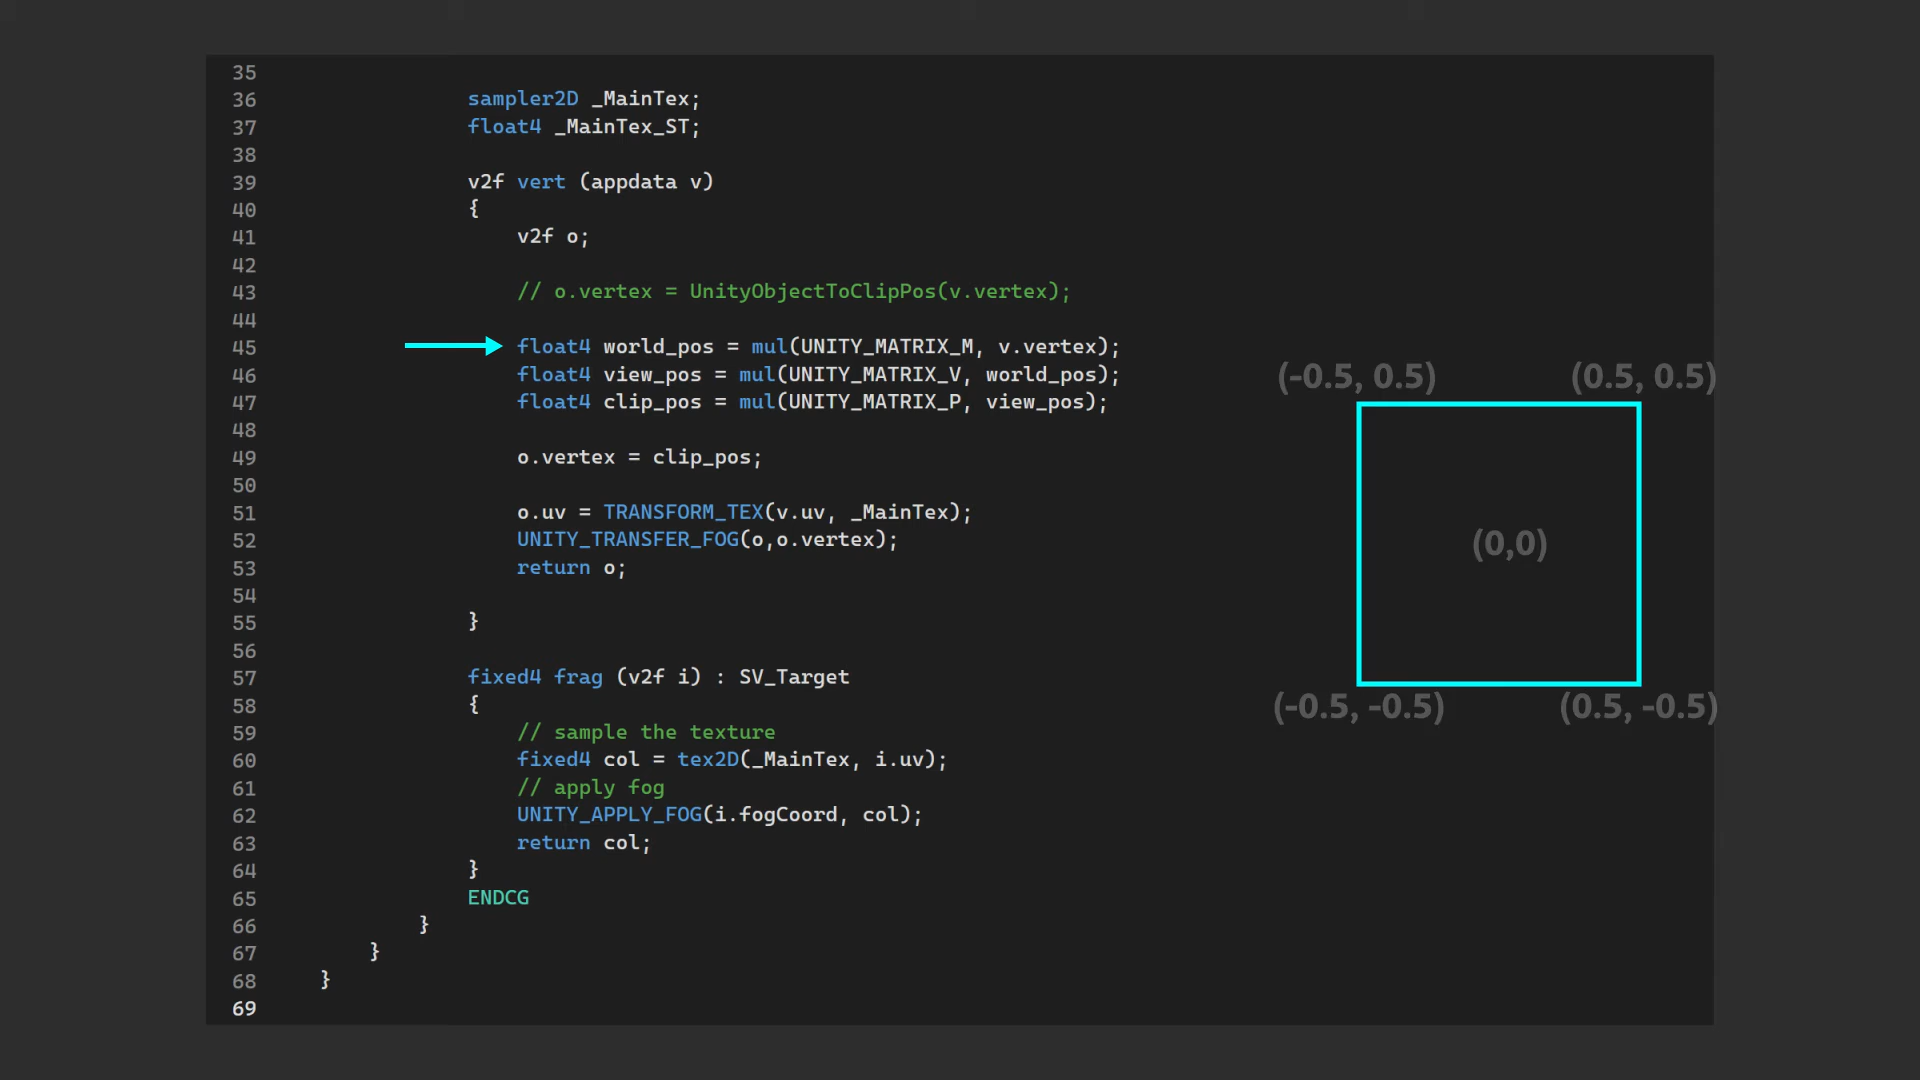 35
36 sampler2D _MainTex;
37 float4 _MainTex_ST;
38
39 v2f vert (appdata v)
40 {
41 v2f o;
42
43 // o.vertex = UnityObjectToClipPos(v.vertex);
44
45 float4 world_pos = mul(UNITY_MATRIX_M, v.vertex);
46 float4 view_pos = mul(UNITY_MATRIX_V, world_pos);
47 float4 clip_pos = mul(UNITY_MATRIX_P, view_pos);
48
49 o.vertex = clip_pos;
50
51 o.uv = TRANSFORM_TEX(v.uv, _MainTex);
52 UNITY_TRANSFER_FOG(o,o.vertex);
53 return o;
54
55 }
56
57 fixed4 frag (v2f i) : SV_Target
58 {
59 // sample the texture
60 fixed4 col = tex2D(_MainTex, i.uv);
61 // apply fog
62 UNITY_APPLY_FOG(i.fogCoord, col);
63 return col;
64 }
65 ENDCG
66 }
67 }
68 }
69
(-0.5, 0.5) (0.5, 0.5)
(0,0)
(-0.5, -0.5) (0.5, -0.5)